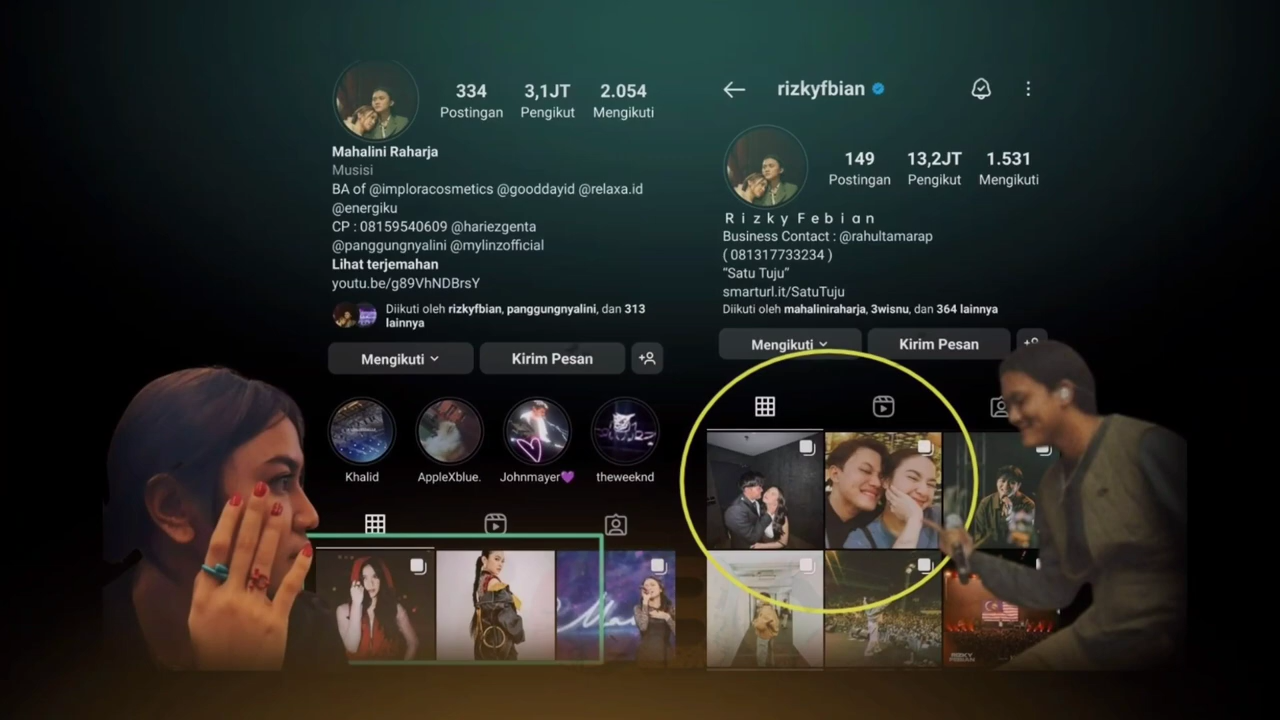 334 3,1JT 2.054
Postingan Pengikut Mengikuti
Mahalini Raharja
Musisi
BA of @imploracosmetics @gooddayid @relaxa.id
@energiku
CP : 08159540609 @hariezgenta
@panggungnyalini @mylinzofficial
Lihat terjemahan
youtu.be/g89VhNDBrsY
Diikuti oleh rizkyfbian, panggungnyalini, dan 313
lainnya
Mengikuti Kirim Pesan
Khalid AppleXblue. Johnmayer💜 theweeknd
rizkyfbian
149 13,2JT 1.531
Postingan Pengikut Mengikuti
Rizky Febian
Business Contact : @rahultamarap
( 081317733234 )
“Satu Tuju”
smarturl.it/SatuTuju
Diikuti oleh mahaliniraharja, 3wisnu, dan 364 lainnya
Mengikuti Kirim Pesan
RIZKY
FEBIAN